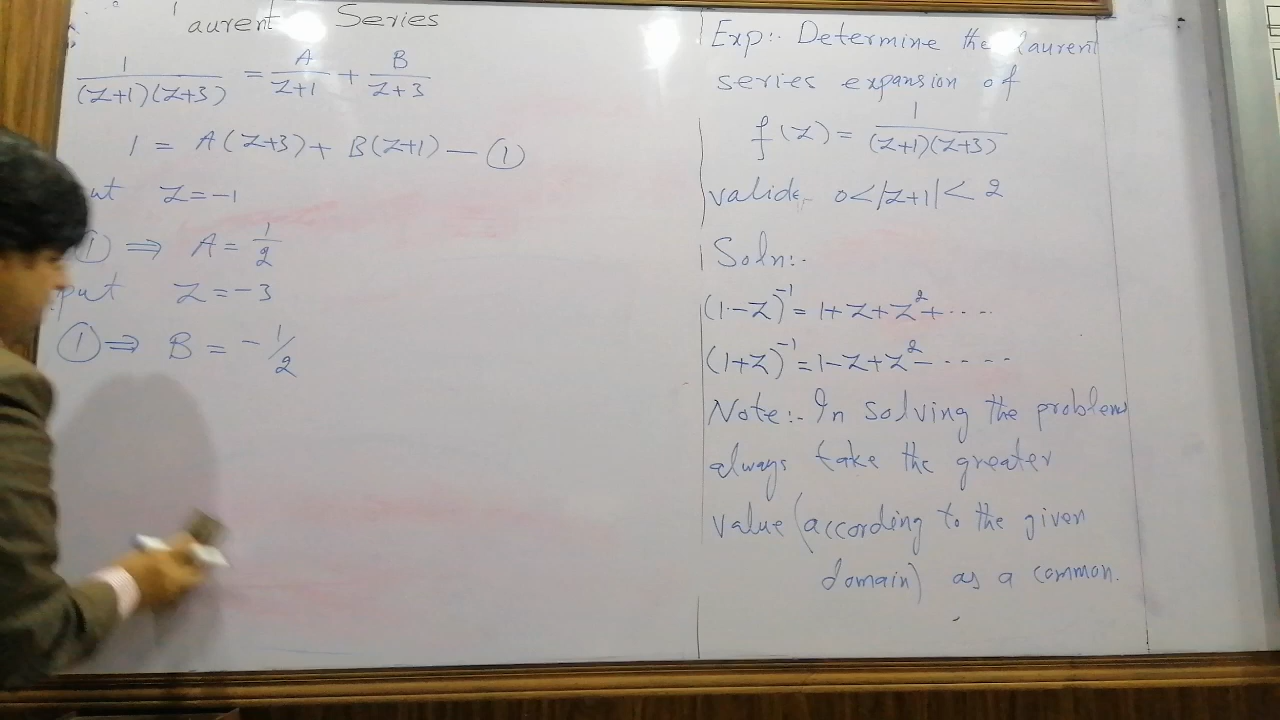 aurent Series
1/(z+1)(z+3) = A/z+1 + B/z+3
1 = A(z+3)+ B(z+1) — ①
ut z=-1
① ⇒ A = 1/2
put z = -3
① ⇒ B = -1/2
Exp:- Determine the Laurent
series expansion of
f(z) = 1/(z+1)(z+3)
valid 0<|z+1|< 2
Soln:-
(1-z)⁻¹ = 1+z+z²+....
(1+z)⁻¹ = 1-z+z²-.....
Note:- In solving the problem
always take the greater
value (according to the given
domain) as a common.